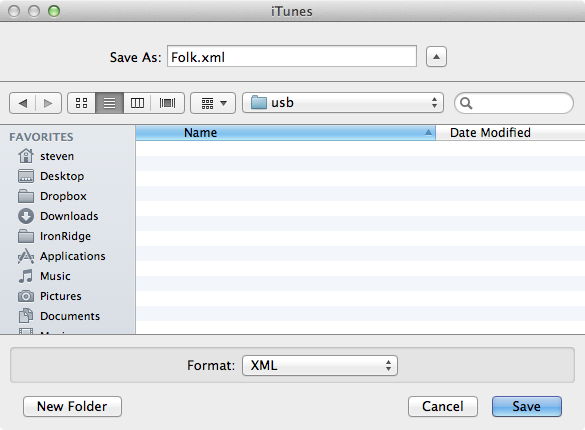 iTunes
Save As: Folk.xml
usb
FAVORITES
Name
Date Modified
steven
Desktop
Dropbox
Downloads
IronRidge
Applications
Music
Pictures
Documents
Format: XML
New Folder
Cancel
Save